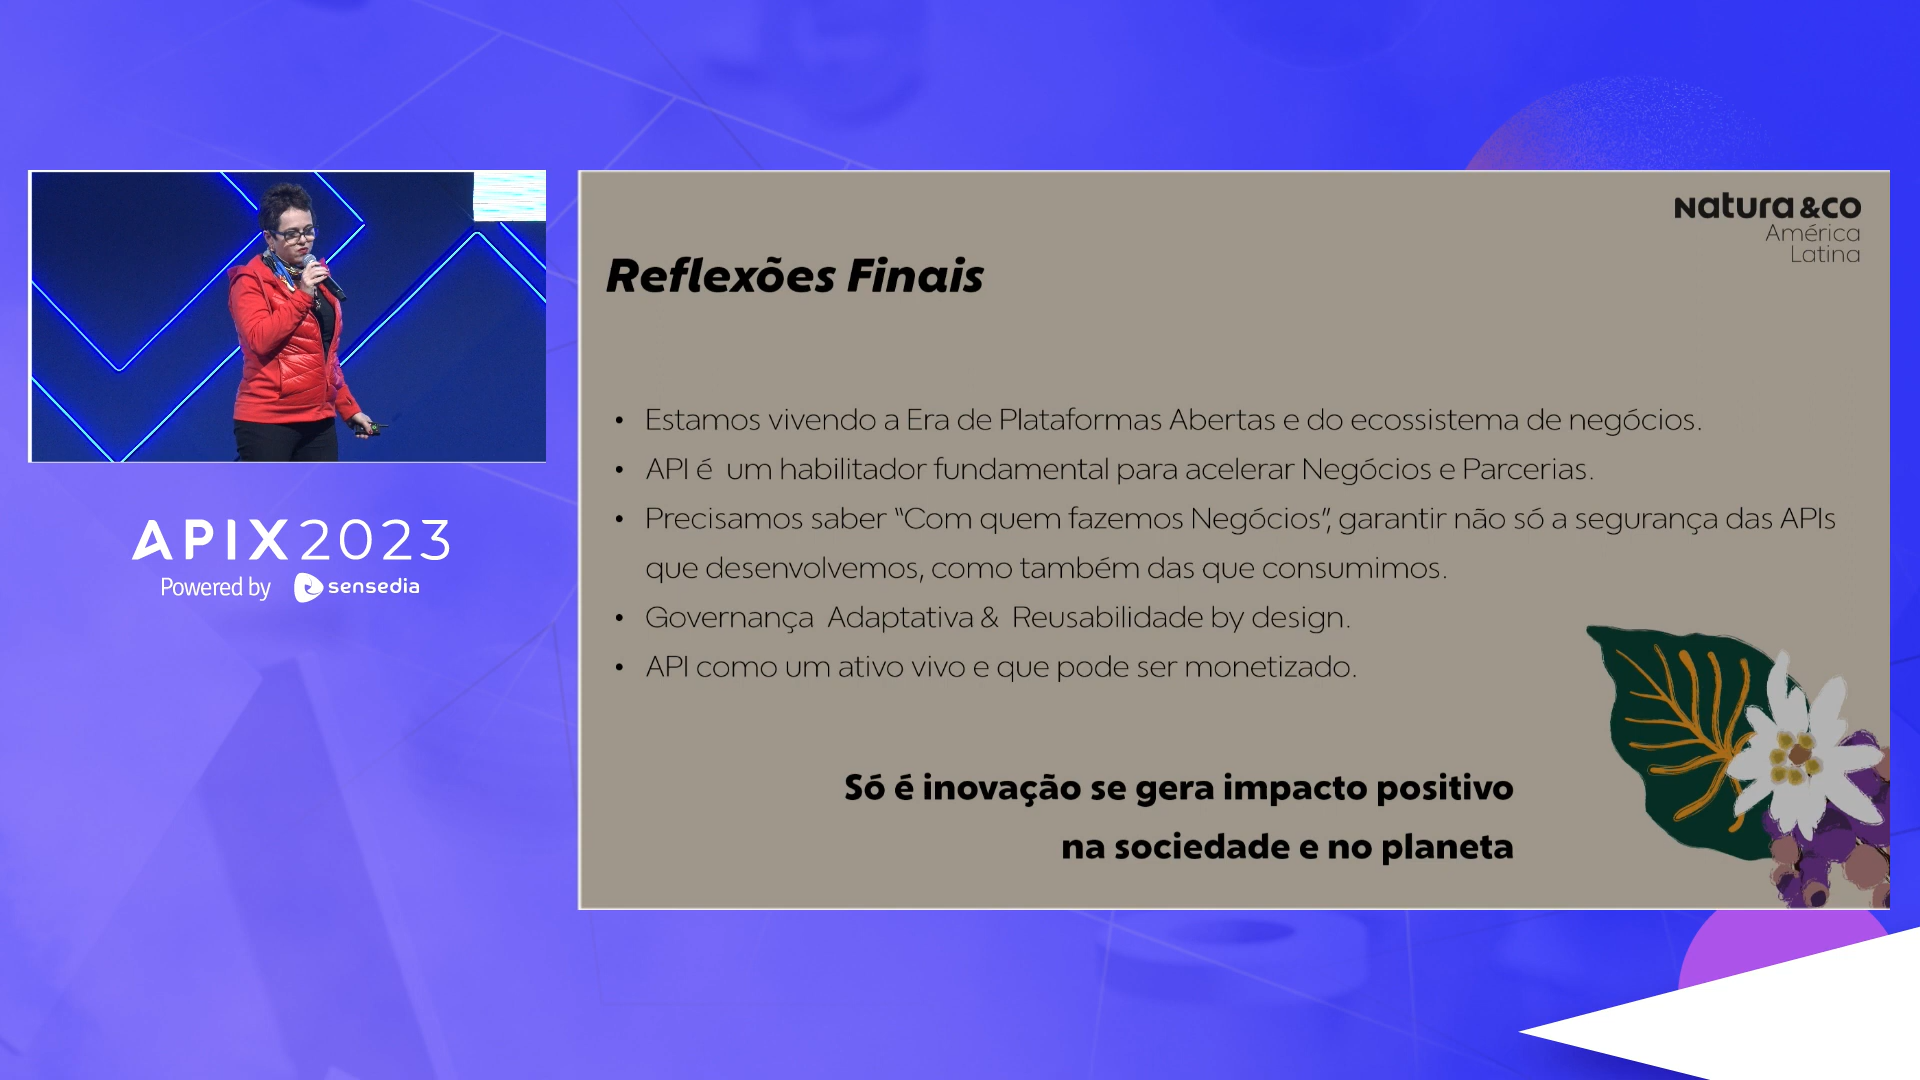 APIX2023
Powered by sensedia
Natura &co
América
Latina
Reflexões Finais
• Estamos vivendo a Era de Plataformas Abertas e do ecossistema de negócios.
• API é um habilitador fundamental para acelerar Negócios e Parcerias.
• Precisamos saber “Com quem fazemos Negócios”, garantir não só a segurança das APIs
que desenvolvemos, como também das que consumimos.
• Governança Adaptativa & Reusabilidade by design.
• API como um ativo vivo e que pode ser monetizado.
Só é inovação se gera impacto positivo
na sociedade e no planeta